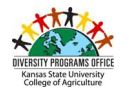 DIVERSITY PROGRAMS OFFICE
Kansas State University
College of Agriculture